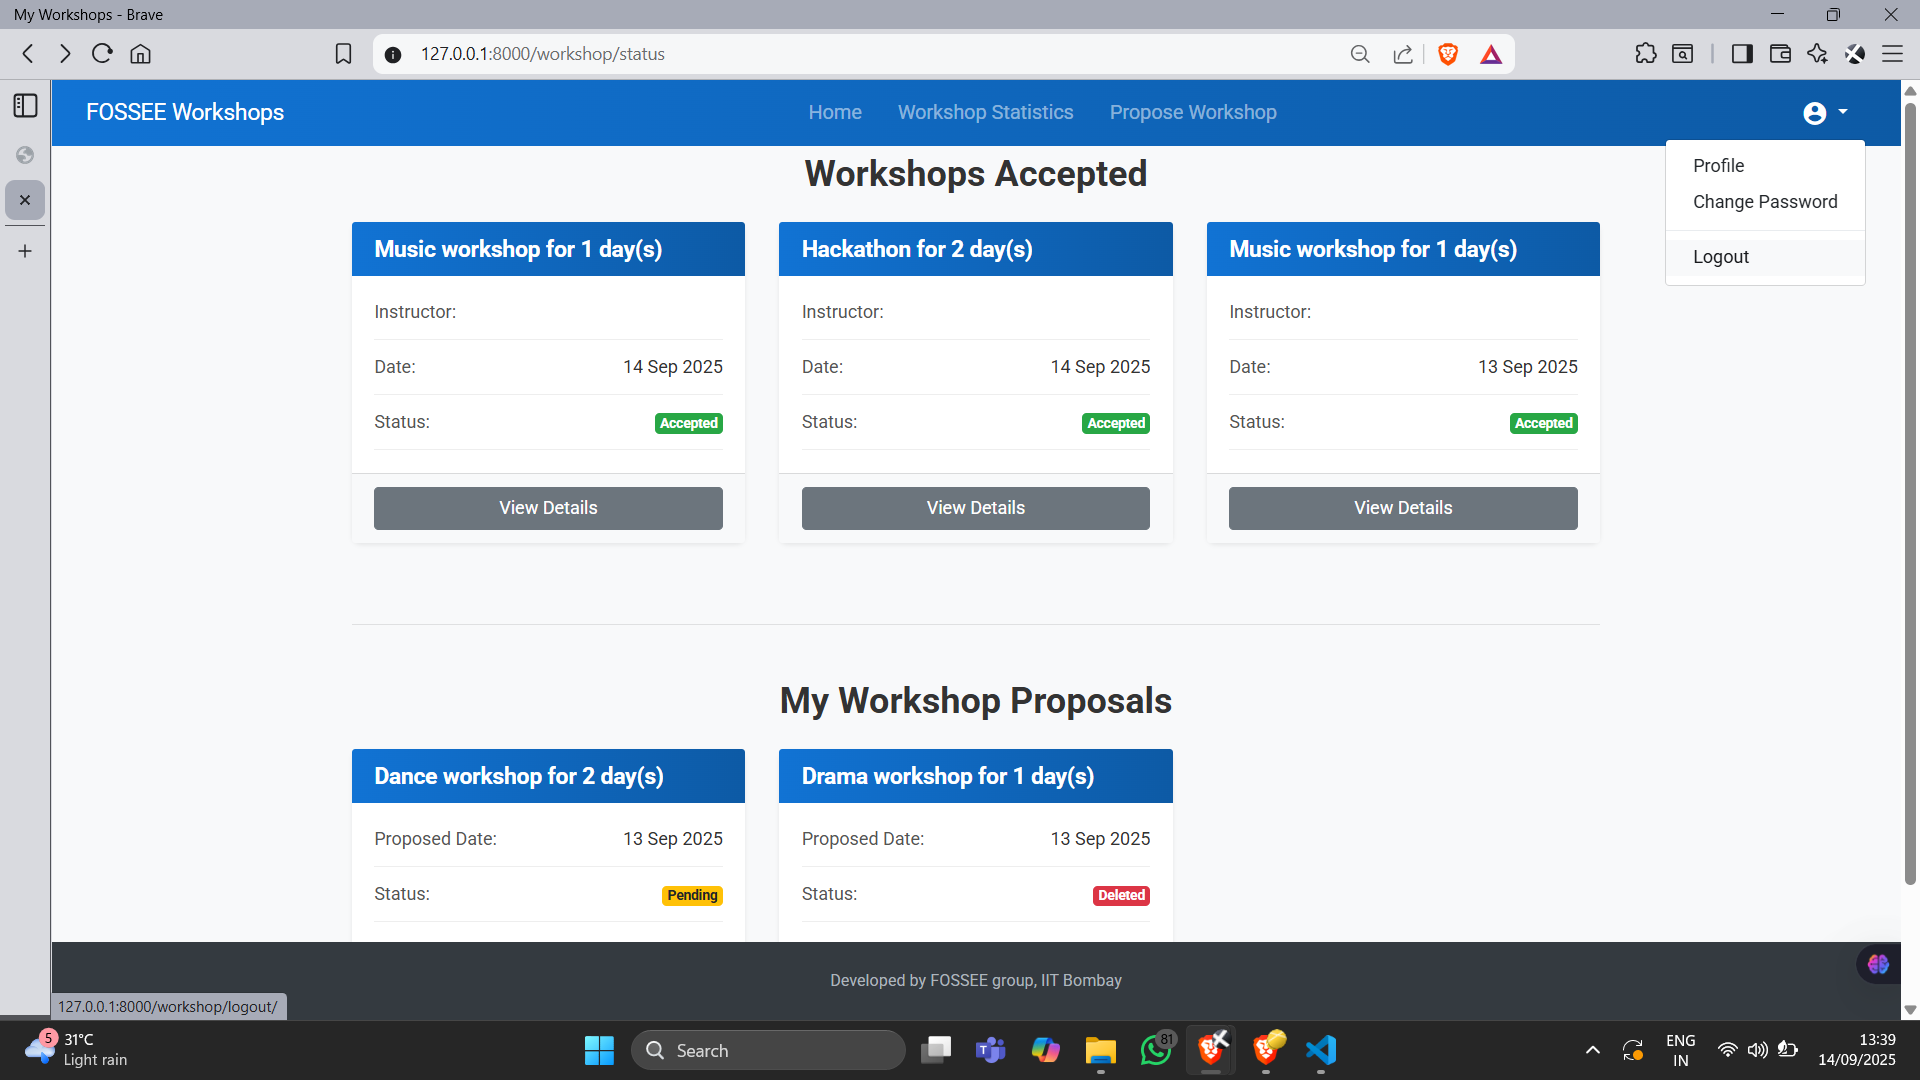 My Workshops - Brave
127.0.0.1:8000/workshop/status
FOSSEE Workshops
Home
Workshop Statistics
Propose Workshop
Profile
Change Password
Logout
Workshops Accepted
Music workshop for 1 day(s)
Instructor:
Date: 14 Sep 2025
Status: Accepted
View Details
Hackathon for 2 day(s)
Instructor:
Date: 14 Sep 2025
Status: Accepted
View Details
Music workshop for 1 day(s)
Instructor:
Date: 13 Sep 2025
Status: Accepted
View Details
My Workshop Proposals
Dance workshop for 2 day(s)
Proposed Date: 13 Sep 2025
Status: Pending
Drama workshop for 1 day(s)
Proposed Date: 13 Sep 2025
Status: Deleted
Developed by FOSSEE group, IIT Bombay
127.0.0.1:8000/workshop/logout/
5
31°C
Light rain
Search
81
ENG
IN
13:39
14/09/2025